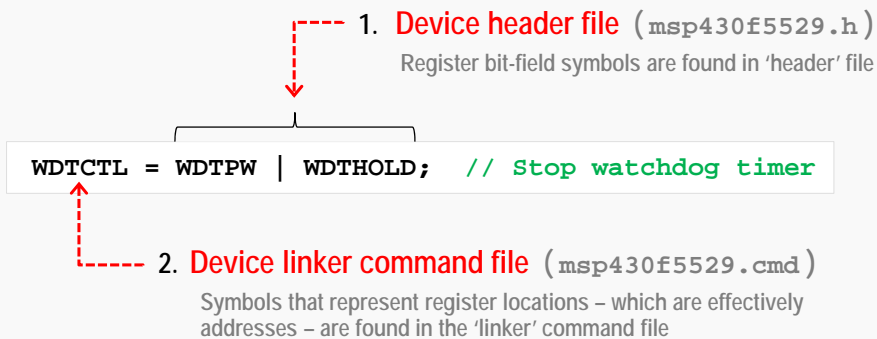 1. Device header file (msp430f5529.h)
Register bit-field symbols are found in ‘header’ file
WDTCTL = WDTPW | WDTHOLD; // Stop watchdog timer
2. Device linker command file (msp430f5529.cmd)
Symbols that represent register locations – which are effectively
addresses – are found in the ‘linker’ command file